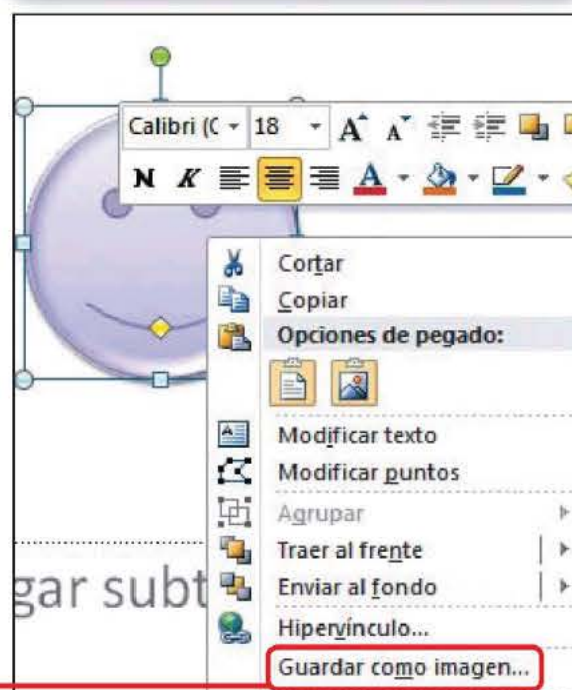 Calibri (C 18 A A
N K A
Cortar
Copiar
Opciones de pegado:
Modificar texto
Modificar puntos
Agrupar
Traer al frente
Enviar al fondo
gar subt
Hipervínculo...
Guardar como imagen...